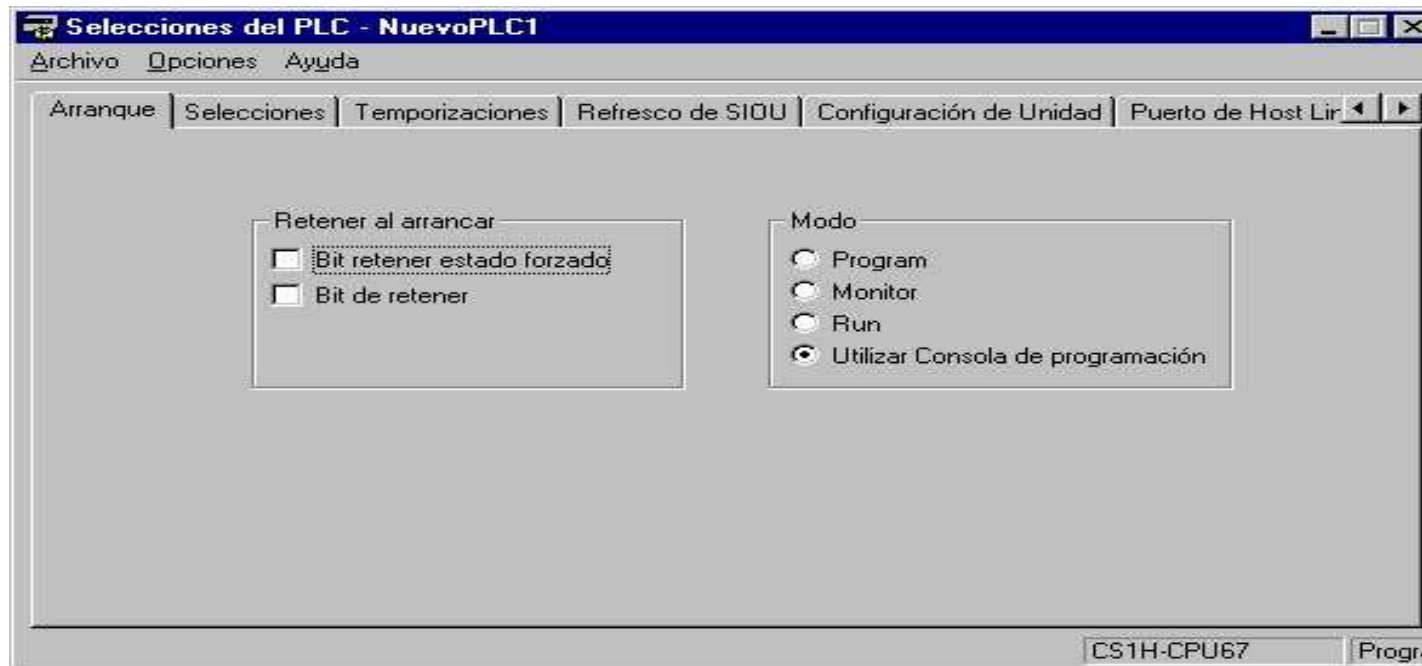 Selecciones del PLC - NuevoPLC1
Archivo Opciones Ayuda
Arranque Selecciones Temporizaciones Refresco de SIOU Configuración de Unidad Puerto de Host Lin
Retener al arrancar
Bit retener estado forzado
Bit de retener
Modo
Program
Monitor
Run
Utilizar Consola de programación
CS1H-CPU67 Progr